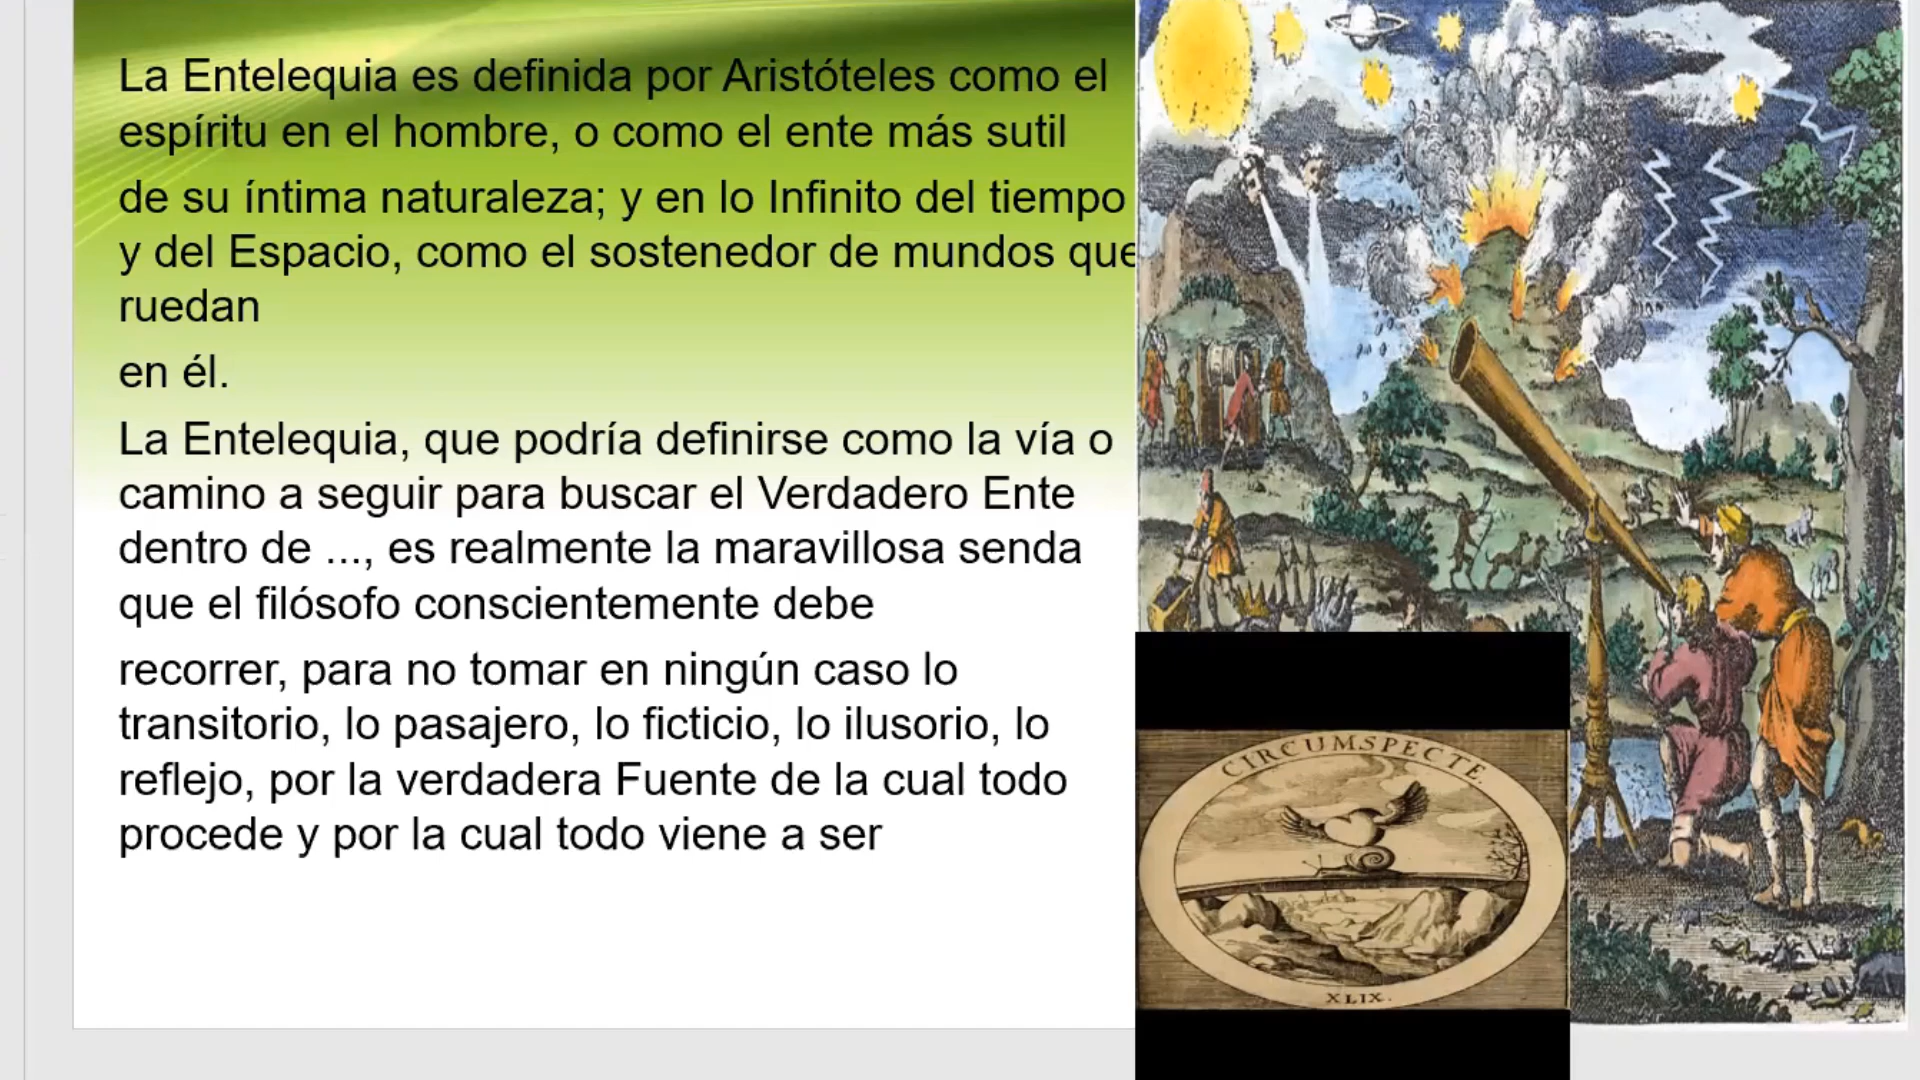 La Entelequia es definida por Aristóteles como el
espíritu en el hombre, o como el ente más sutil
de su íntima naturaleza; y en lo Infinito del tiempo
y del Espacio, como el sostenedor de mundos que
ruedan
en él.
La Entelequia, que podría definirse como la vía o
camino a seguir para buscar el Verdadero Ente
dentro de ..., es realmente la maravillosa senda
que el filósofo conscientemente debe
recorrer, para no tomar en ningún caso lo
transitorio, lo pasajero, lo ficticio, lo ilusorio, lo
reflejo, por la verdadera Fuente de la cual todo
procede y por la cual todo viene a ser
CIRCUMSPECTE.
XLIX.